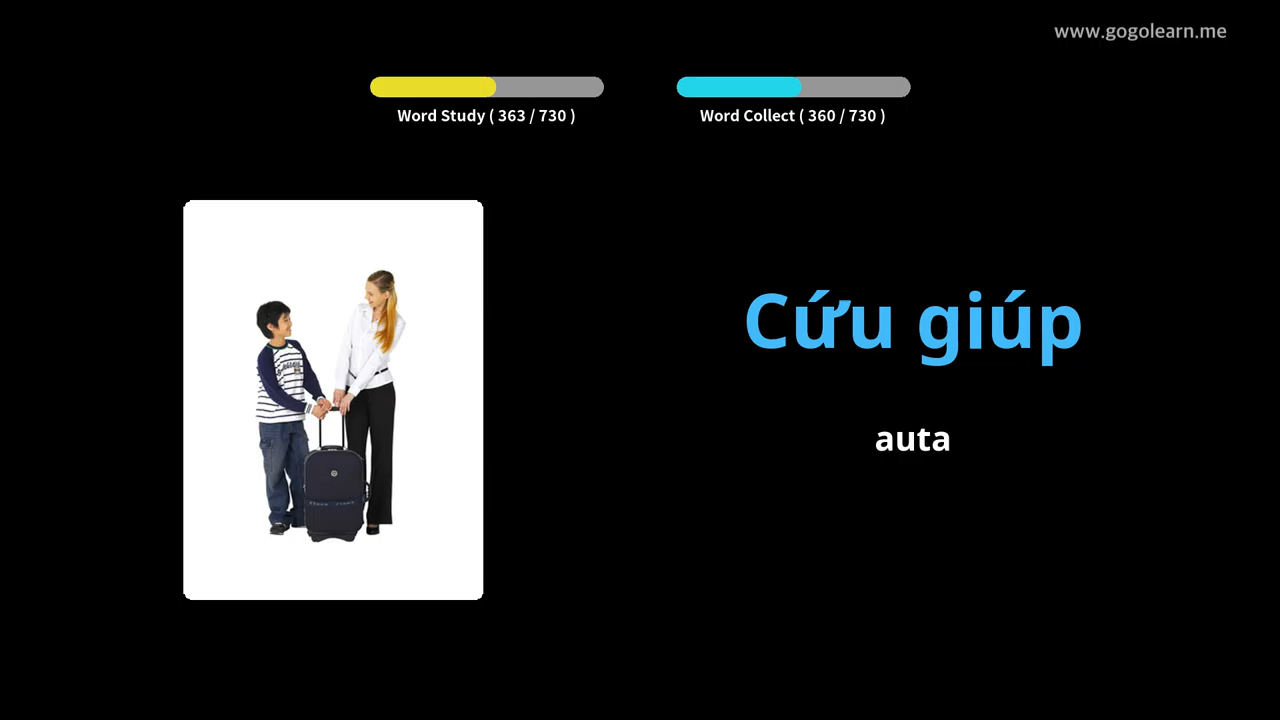 www.gogolearn.me
Word Study ( 363 / 730 )
Word Collect ( 360 / 730 )
Cứu giúp
auta